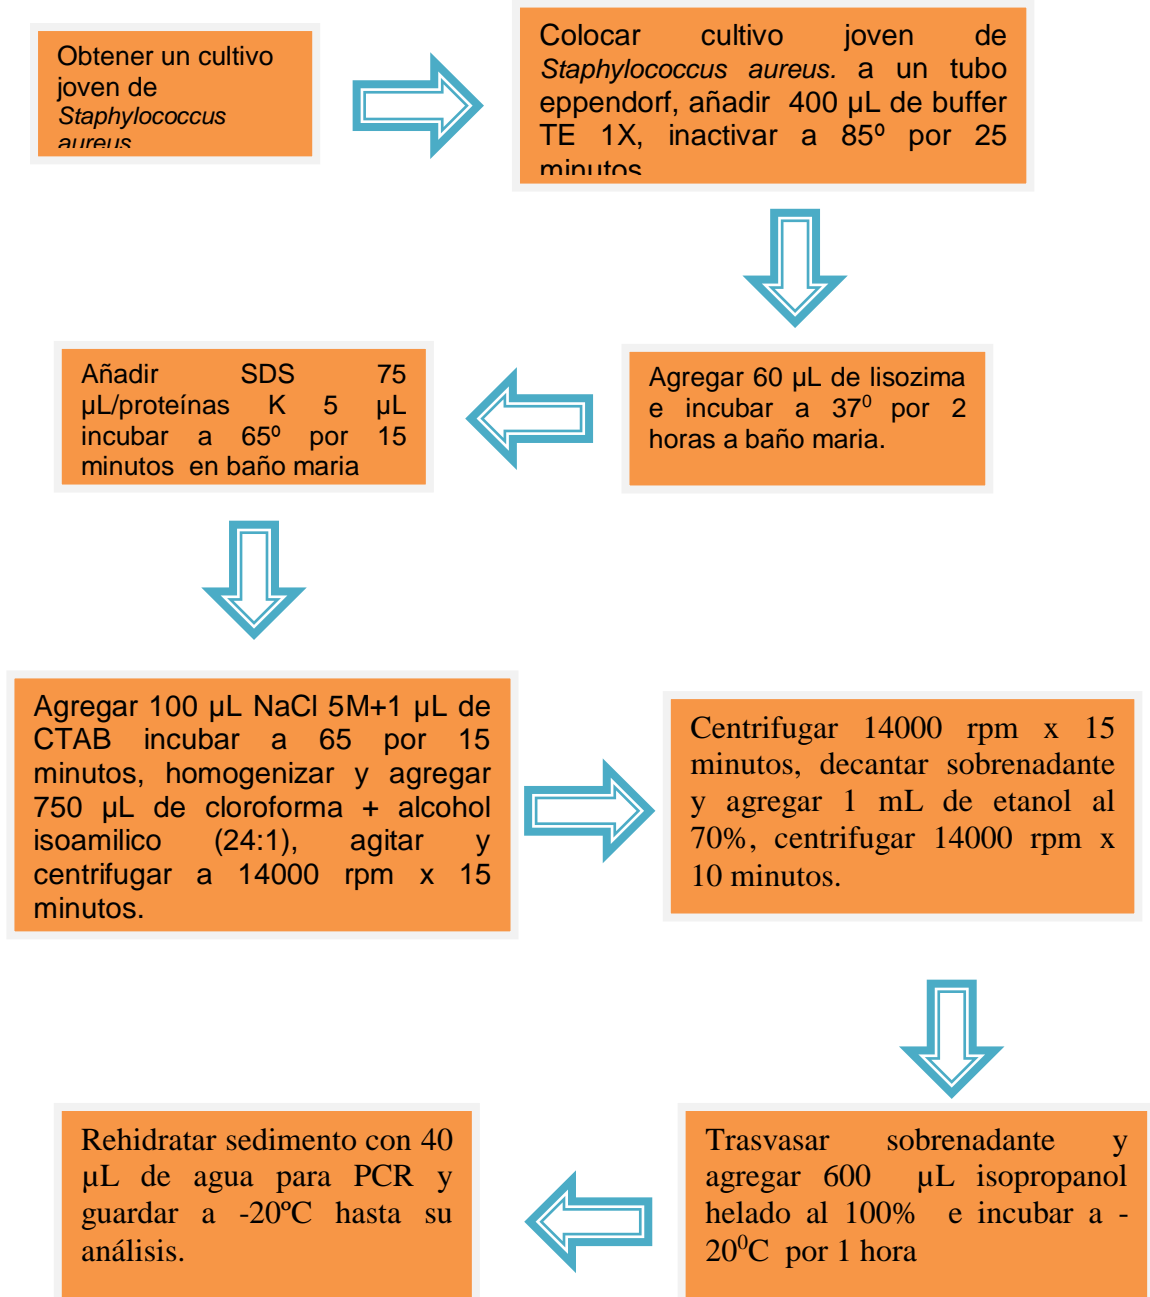 Obtener un cultivo
joven de
Staphylococcus
aureus
Colocar cultivo joven de
Staphylococcus aureus. a un tubo
eppendorf, añadir 400 µL de buffer
TE 1X, inactivar a 85º por 25
minutos
Agregar 60 µL de lisozima
e incubar a 37⁰ por 2
horas a baño maria.
Añadir SDS 75
µL/proteínas K 5 µL
incubar a 65º por 15
minutos en baño maria
Agregar 100 µL NaCl 5M+1 µL de
CTAB incubar a 65 por 15
minutos, homogenizar y agregar
750 µL de cloroforma + alcohol
isoamilico (24:1), agitar y
centrifugar a 14000 rpm x 15
minutos.
Centrifugar 14000 rpm x 15
minutos, decantar sobrenadante
y agregar 1 mL de etanol al
70%, centrifugar 14000 rpm x
10 minutos.
Trasvasar sobrenadante y
agregar 600 µL isopropanol
helado al 100% e incubar a -
20⁰C por 1 hora
Rehidratar sedimento con 40
µL de agua para PCR y
guardar a -20ºC hasta su
análisis.